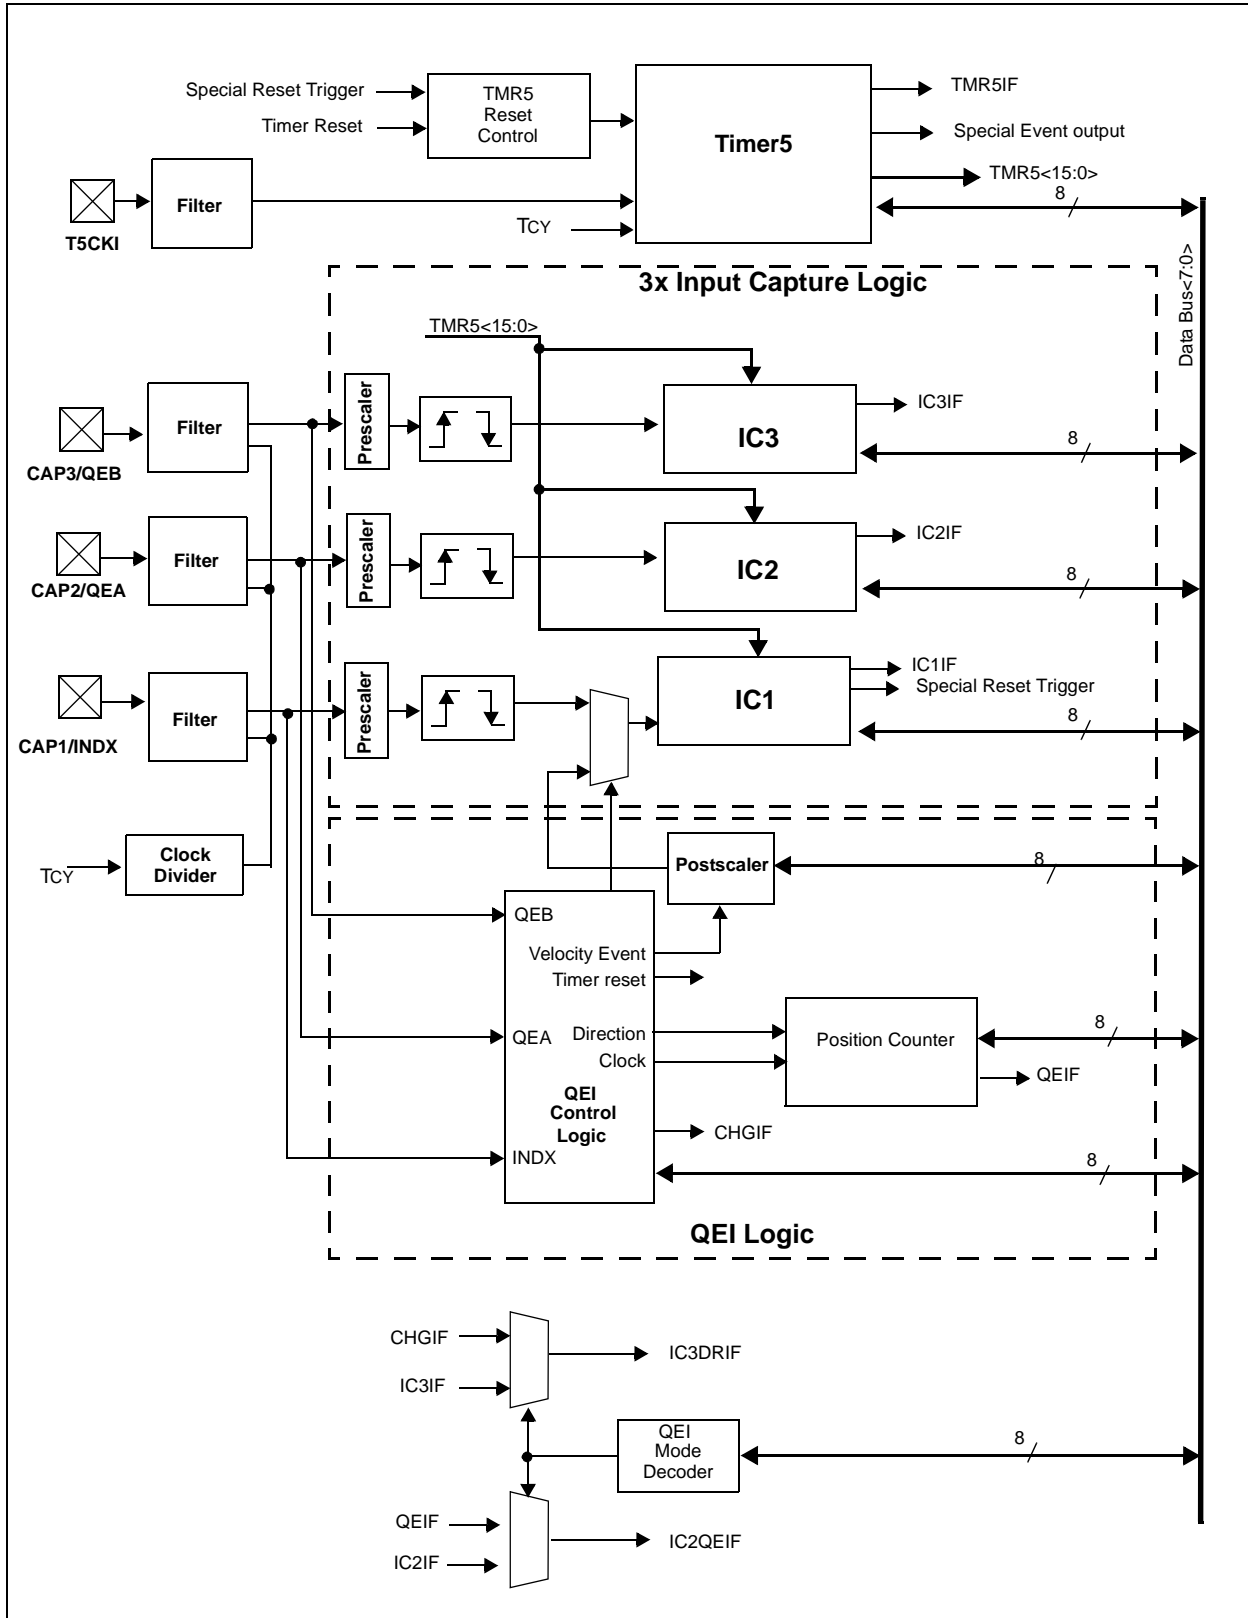 Special Reset Trigger
Timer Reset
TMR5
Reset
Control
Timer5
TMR5IF
Special Event output
TMR5<15:0>
8
T5CKI
Filter
TCY
Data Bus<7:0>
3x Input Capture Logic
TMR5<15:0>
CAP3/QEB
Filter
Prescaler
IC3
IC3IF
8
CAP2/QEA
Filter
Prescaler
IC2
IC2IF
8
CAP1/INDX
Filter
Prescaler
IC1
IC1IF
Special Reset Trigger
8
TCY
Clock
Divider
Postscaler
8
QEB
Velocity Event
Timer reset
QEA
Direction
Clock
QEI
Control
Logic
INDX
Position Counter
8
QEIF
CHGIF
8
QEI Logic
CHGIF
IC3IF
IC3DRIF
QEI
Mode
Decoder
8
QEIF
IC2IF
IC2QEIF